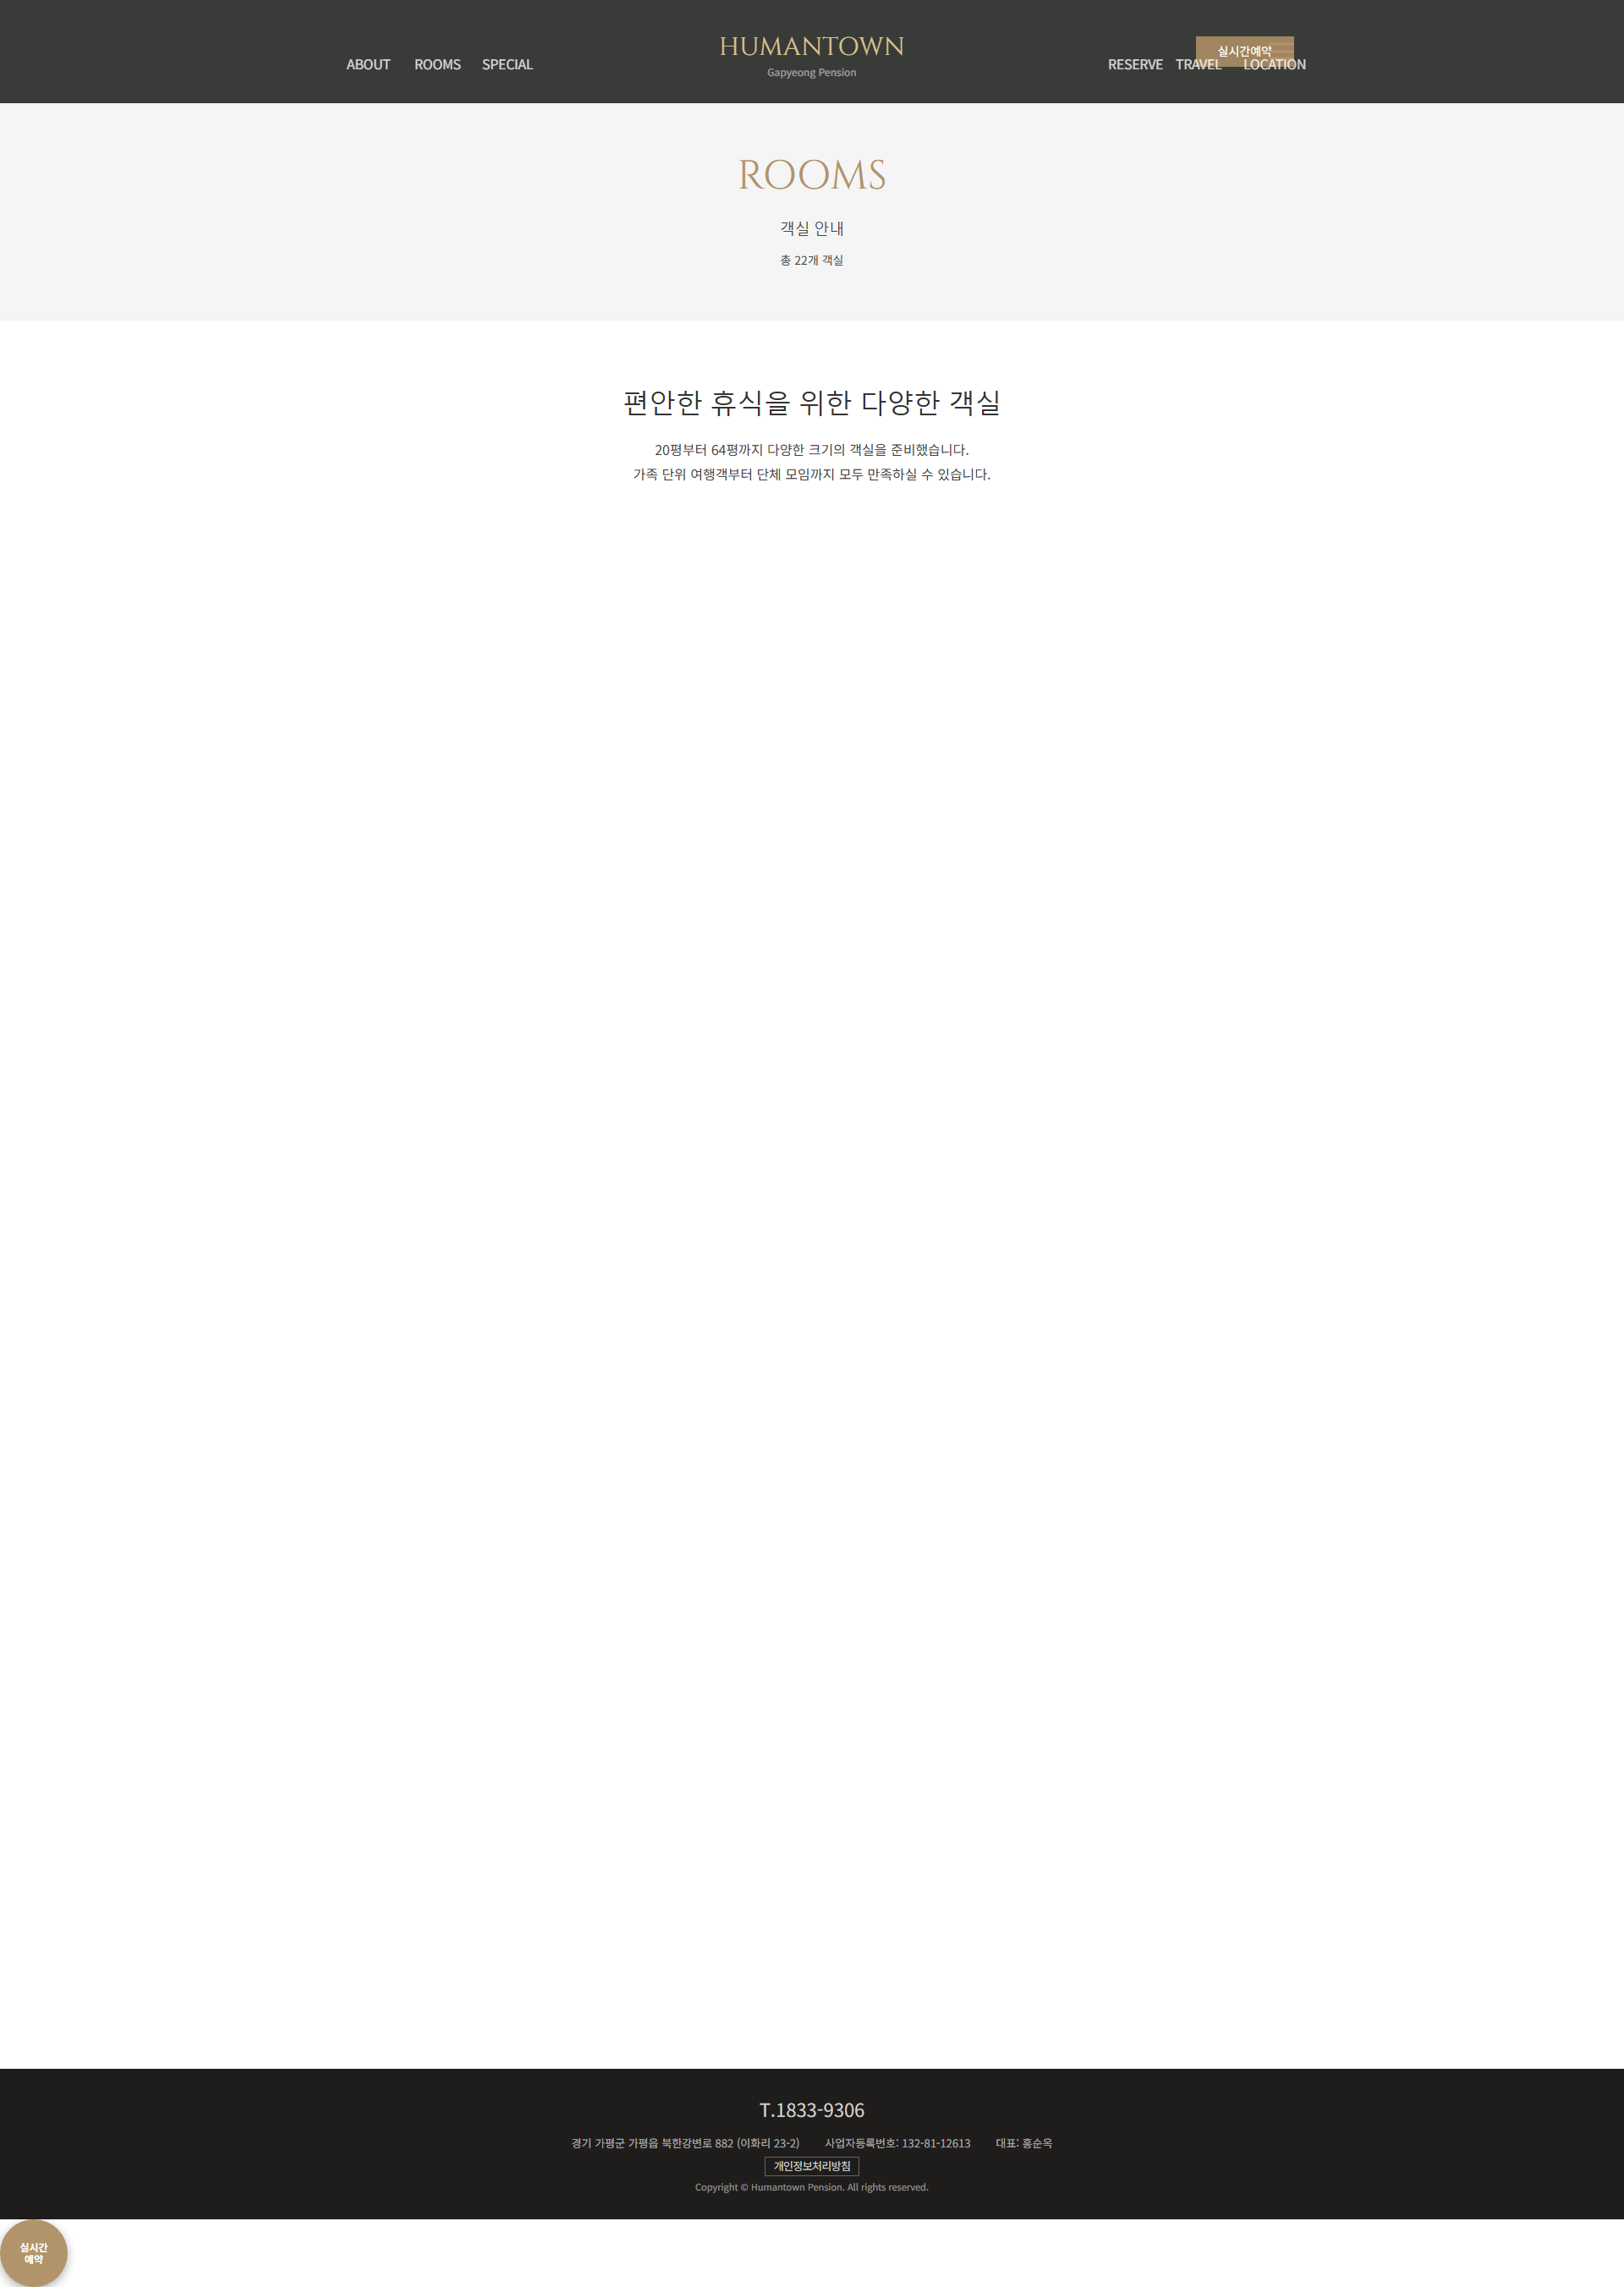 ABOUT ROOMS SPECIAL
HUMANTOWN
Gapyeong Pension
실시간예약
RESERVE TRAVEL LOCATION
ROOMS
객실 안내
총 22개 객실
편안한 휴식을 위한 다양한 객실
20평부터 64평까지 다양한 크기의 객실을 준비했습니다.
가족 단위 여행객부터 단체 모임까지 모두 만족하실 수 있습니다.
T.1833-9306
경기 가평군 가평읍 북한강변로 882 (이화리 23-2) 사업자등록번호: 132-81-12613 대표: 홍순옥
개인정보처리방침
Copyright © Humantown Pension. All rights reserved.
실시간
예약